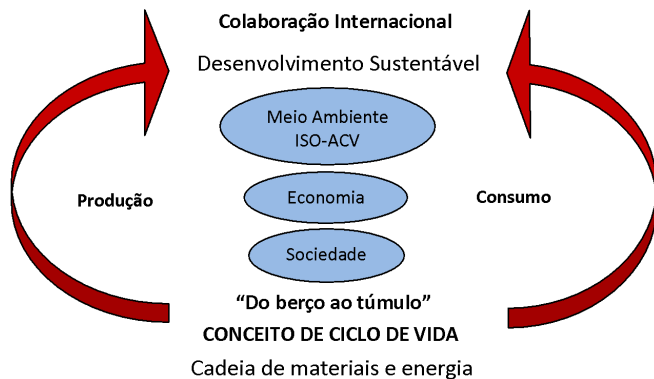 Colaboração Internacional
Desenvolvimento Sustentável
Meio Ambiente
ISO-ACV
Produção
Economia
Consumo
Sociedade
“Do berço ao túmulo”
CONCEITO DE CICLO DE VIDA
Cadeia de materiais e energia